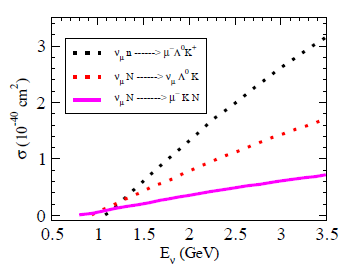 3
2
1
0
σ (10⁻⁴⁰ cm²)
ν_μ n ------> μ⁻Λ⁰K⁺
ν_μ N -----> ν_μ Λ⁰ K
ν_μ N -------> μ⁻ K N
0.5 1 1.5 2 2.5 3 3.5
E_ν (GeV)